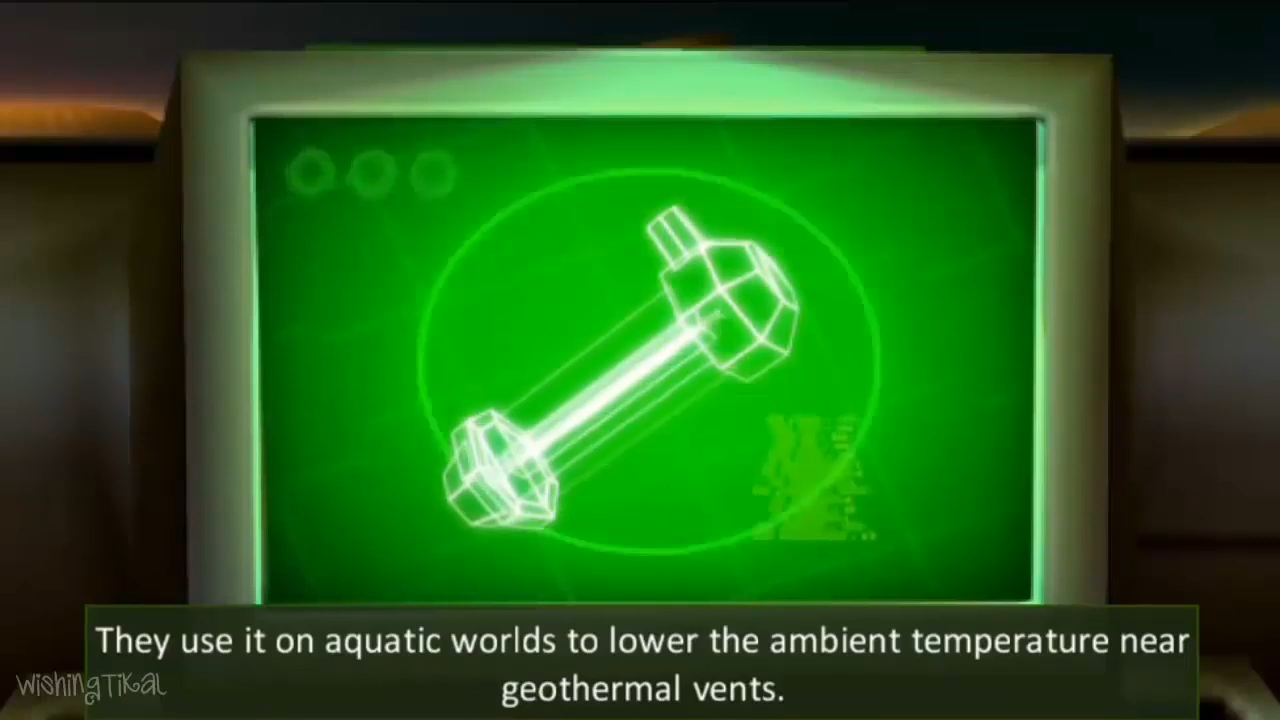 They use it on aquatic worlds to lower the ambient temperature near
geothermal vents.
wishingTikal